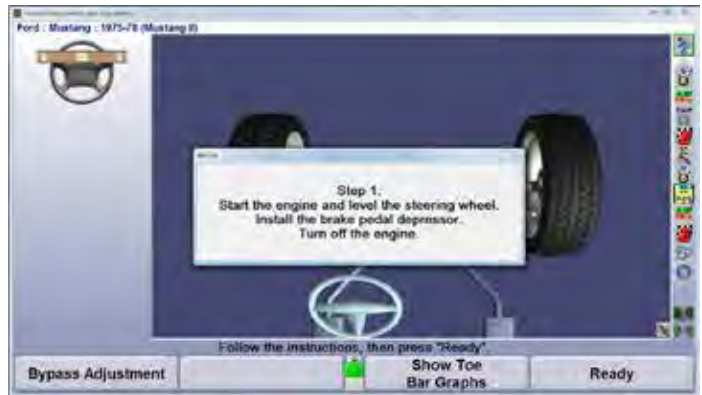 Ford : Mustang : 1975-78 (Mustang II)
Step 1.
Start the engine and level the steering wheel.
Install the brake pedal depressor.
Turn off the engine.
Follow the instructions, then press "Ready".
Bypass Adjustment
Show Toe
Bar Graphs
Ready